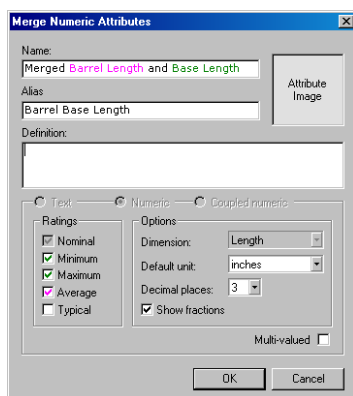 Merge Numeric Attributes
Name:
Merged Barrel Length and Base Length
Attribute Image
Alias
Barrel Base Length
Definition:
Text Numeric Coupled numeric
Ratings
Nominal
Minimum
Maximum
Average
Typical
Options
Dimension: Length
Default unit: inches
Decimal places: 3
Show fractions
Multi-valued
OK Cancel